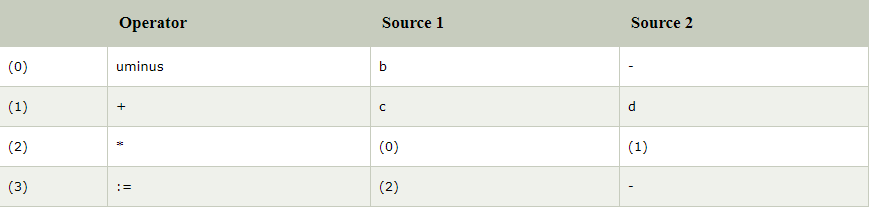 Operator Source 1 Source 2
(0) uminus b -
(1) + c d
(2) * (0) (1)
(3) := (2) -